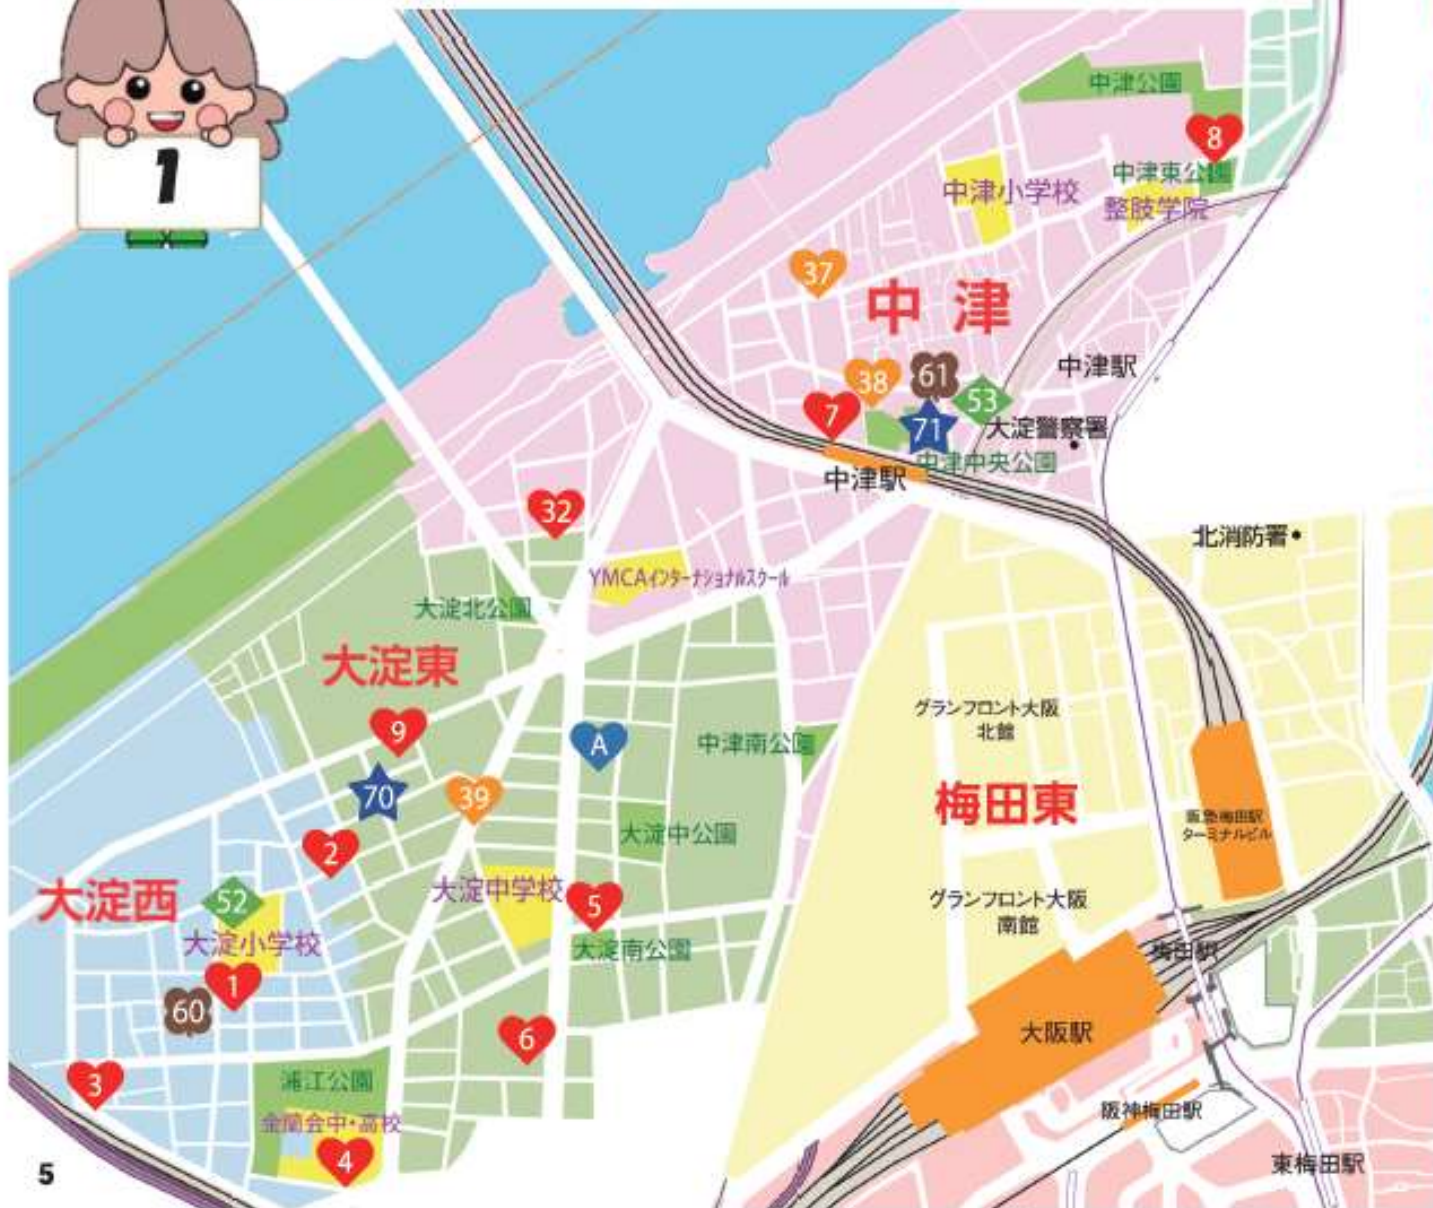 1
中津公園
8
中津東公園
中津小学校
整肢学院
37
中津
中津駅
38
61
53
7
71
大淀警察署
中津中央公園
中津駅
32
北消防署
YMCAインターナショナルスクール
大淀北公園
大淀東
グランフロント大阪
北館
9
A
中津南公園
70
39
梅田東
阪急梅田駅
ターミナルビル
大淀中公園
2
大淀西
52
大淀中学校
5
グランフロント大阪
南館
大淀小学校
大淀南公園
梅田駅
1
60
6
大阪駅
3
浦江公園
阪神梅田駅
金蘭会中・高校
4
東梅田駅
5